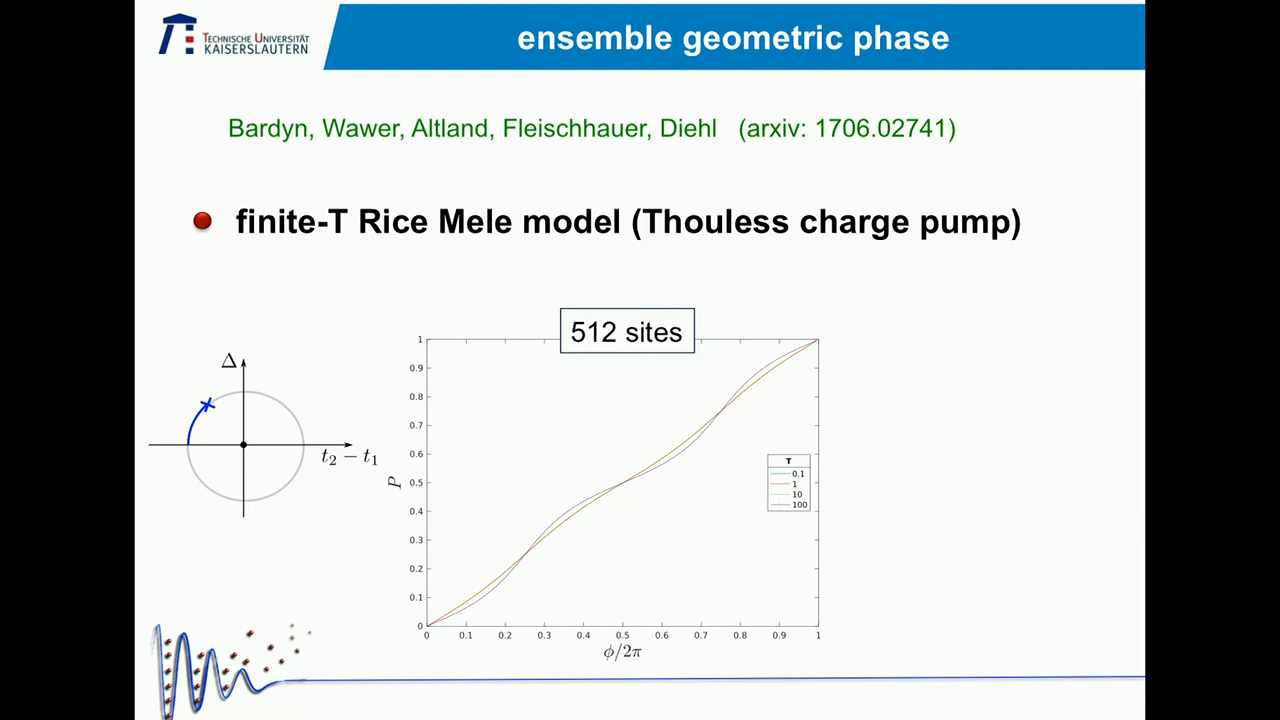 TECHNISCHE UNIVERSITÄT
KAISERSLAUTERN
ensemble geometric phase
Bardyn, Wawer, Altland, Fleischhauer, Diehl (arxiv: 1706.02741)
finite-T Rice Mele model (Thouless charge pump)
512 sites
Δ
t₂ − t₁
P
1
0.9
0.8
0.7
0.6
0.5
0.4
0.3
0.2
0.1
0
T
0.1
1
10
100
0 0.1 0.2 0.3 0.4 0.5 0.6 0.7 0.8 0.9 1
ϕ/2π